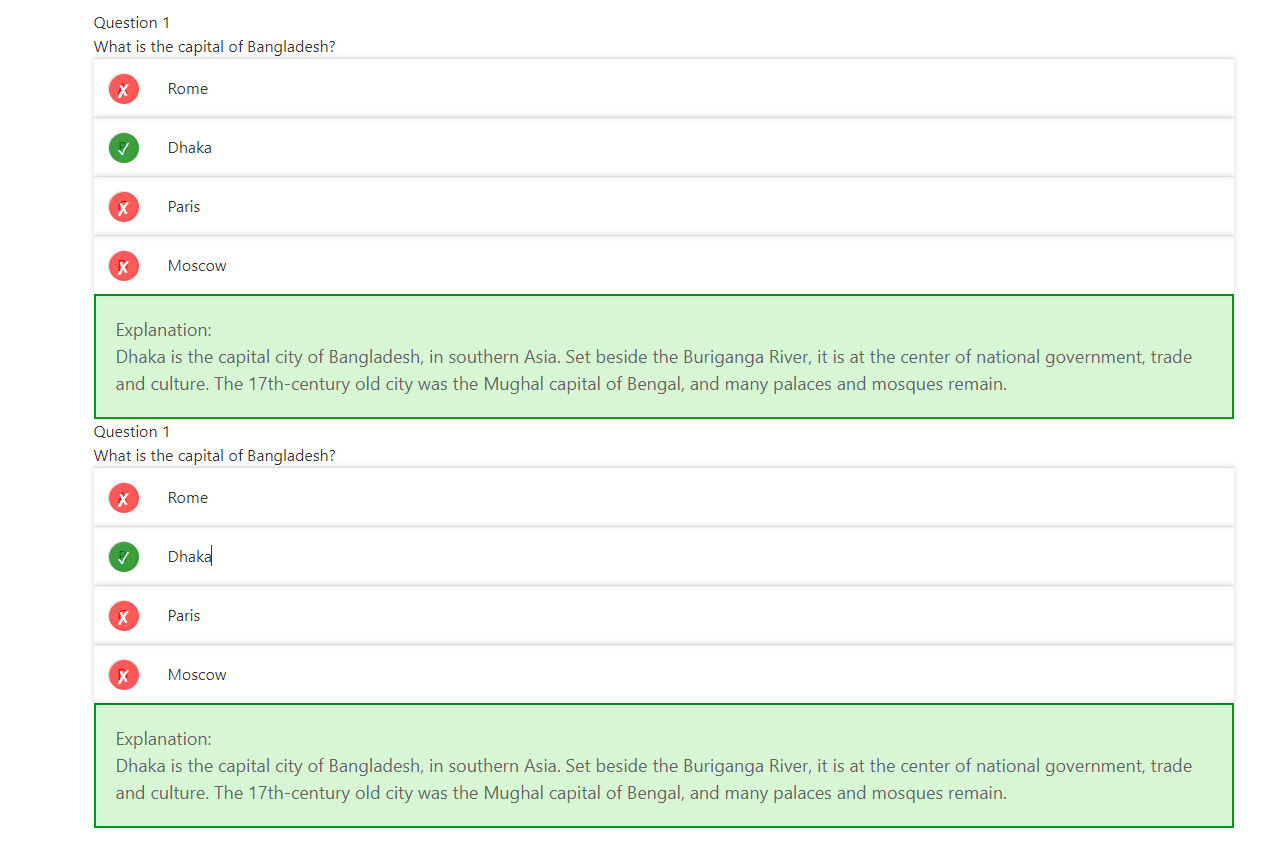 Question 1
What is the capital of Bangladesh?
Rome
Dhaka
Paris
Moscow
Explanation:
Dhaka is the capital city of Bangladesh, in southern Asia. Set beside the Buriganga River, it is at the center of national government, trade
and culture. The 17th-century old city was the Mughal capital of Bengal, and many palaces and mosques remain.
Question 1
What is the capital of Bangladesh?
Rome
Dhaka
Paris
Moscow
Explanation:
Dhaka is the capital city of Bangladesh, in southern Asia. Set beside the Buriganga River, it is at the center of national government, trade
and culture. The 17th-century old city was the Mughal capital of Bengal, and many palaces and mosques remain.